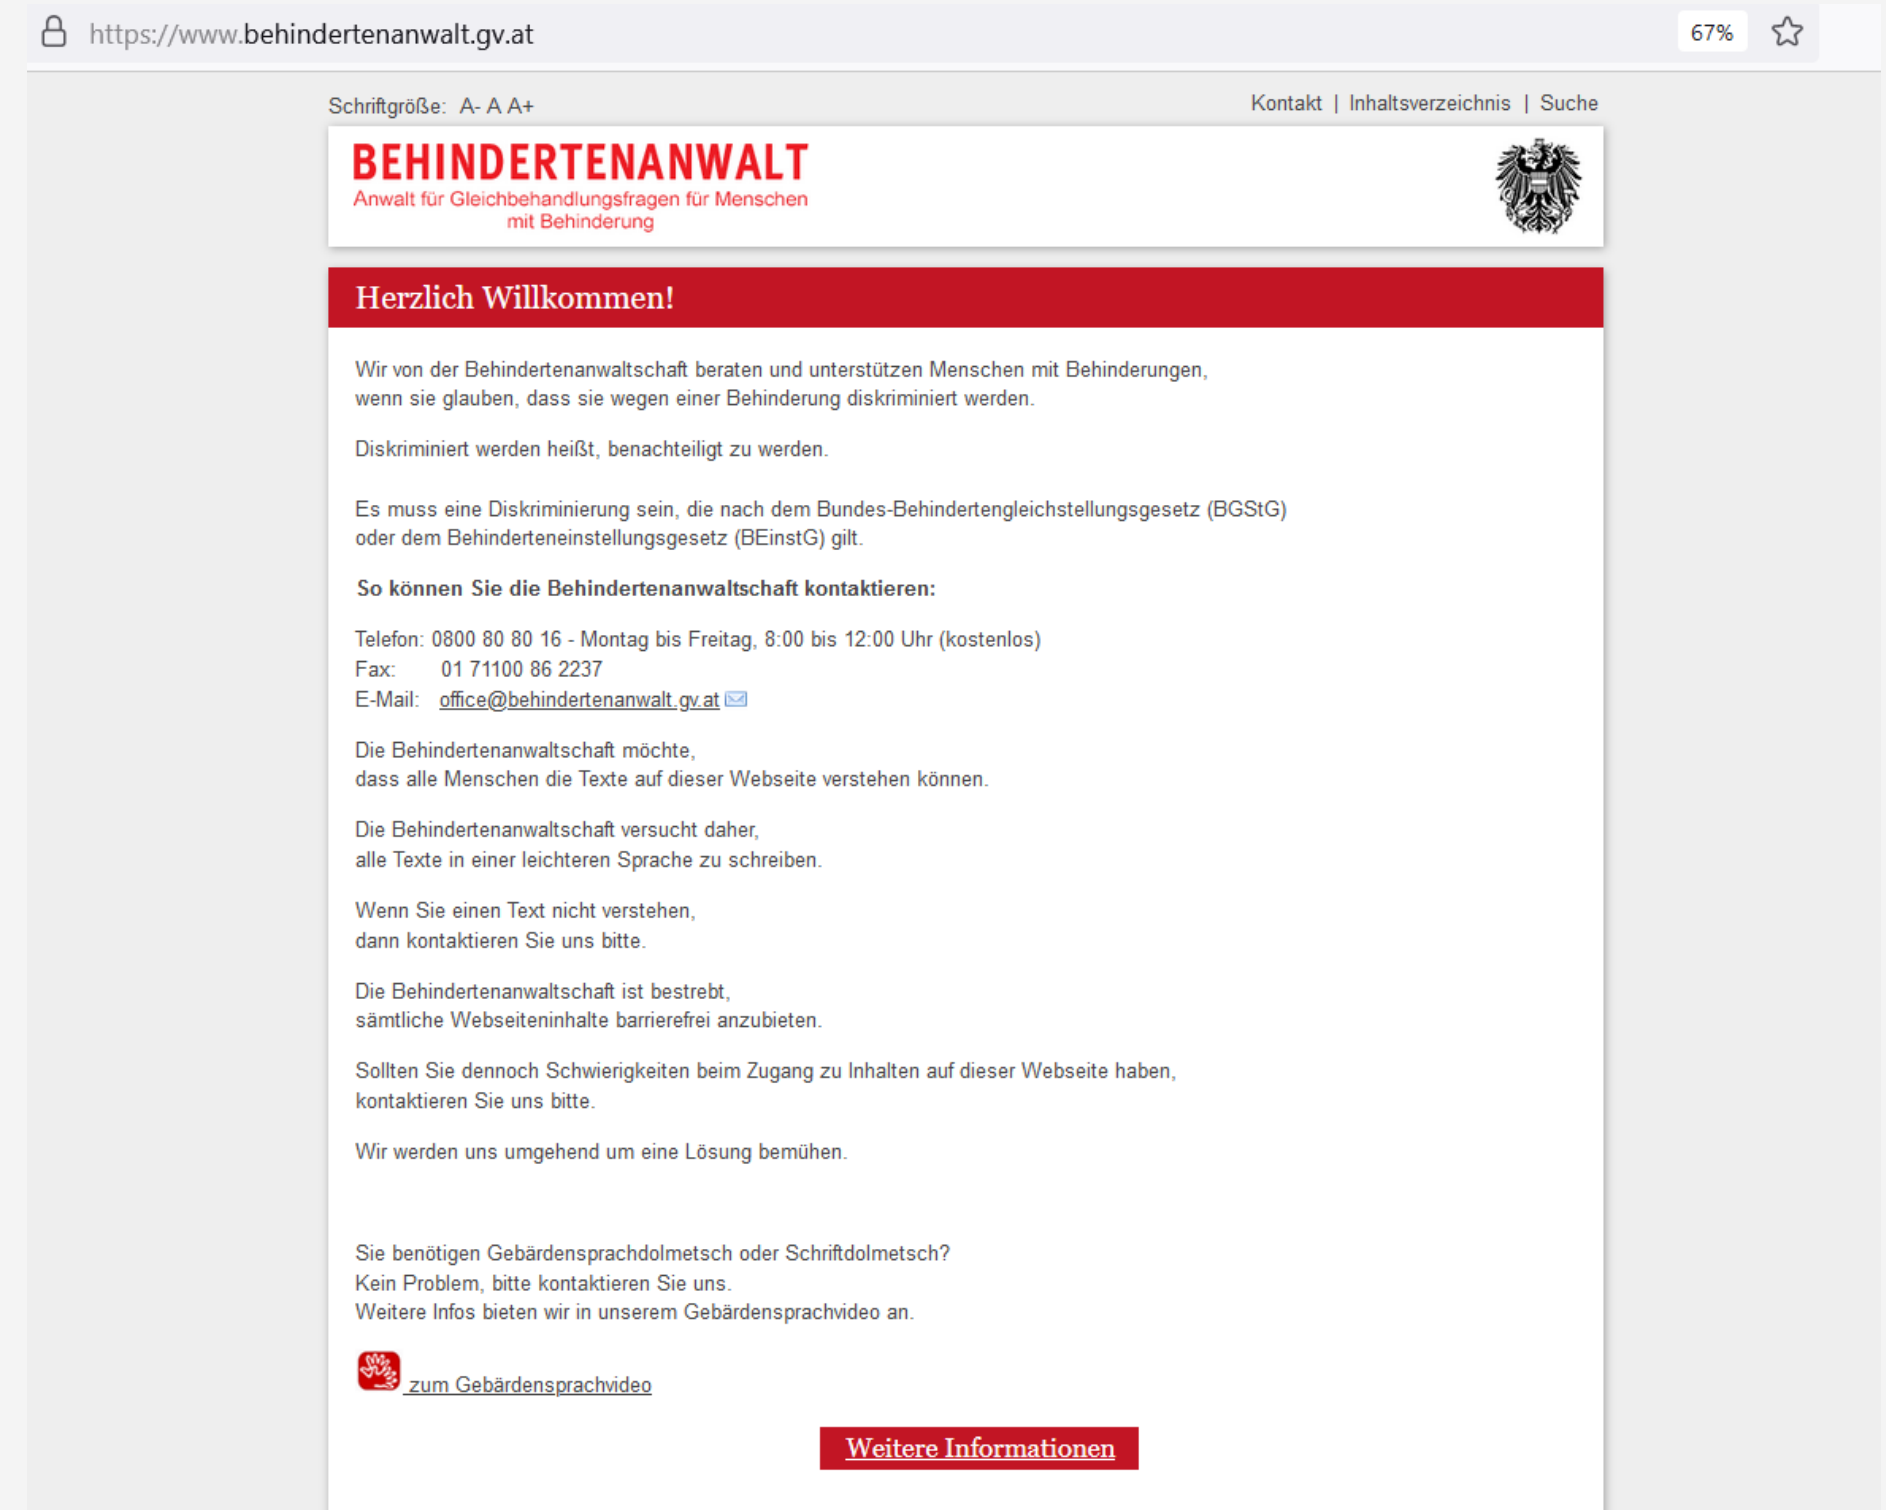 https://www.behindertenanwalt.gv.at
67%
Schriftgröße: A- A A+
Kontakt | Inhaltsverzeichnis | Suche
BEHINDERTENANWALT
Anwalt für Gleichbehandlungsfragen für Menschen
mit Behinderung
Herzlich Willkommen!
Wir von der Behindertenanwaltschaft beraten und unterstützen Menschen mit Behinderungen,
wenn sie glauben, dass sie wegen einer Behinderung diskriminiert werden.
Diskriminiert werden heißt, benachteiligt zu werden.
Es muss eine Diskriminierung sein, die nach dem Bundes-Behindertengleichstellungsgesetz (BGStG)
oder dem Behinderteneinstellungsgesetz (BEinstG) gilt.
So können Sie die Behindertenanwaltschaft kontaktieren:
Telefon: 0800 80 80 16 - Montag bis Freitag, 8:00 bis 12:00 Uhr (kostenlos)
Fax: 01 71100 86 2237
E-Mail: office@behindertenanwalt.gv.at
Die Behindertenanwaltschaft möchte,
dass alle Menschen die Texte auf dieser Webseite verstehen können.
Die Behindertenanwaltschaft versucht daher,
alle Texte in einer leichteren Sprache zu schreiben.
Wenn Sie einen Text nicht verstehen,
dann kontaktieren Sie uns bitte.
Die Behindertenanwaltschaft ist bestrebt,
sämtliche Webseiteninhalte barrierefrei anzubieten.
Sollten Sie dennoch Schwierigkeiten beim Zugang zu Inhalten auf dieser Webseite haben,
kontaktieren Sie uns bitte.
Wir werden uns umgehend um eine Lösung bemühen.
Sie benötigen Gebärdensprachdolmetsch oder Schriftdolmetsch?
Kein Problem, bitte kontaktieren Sie uns.
Weitere Infos bieten wir in unserem Gebärdensprachvideo an.
zum Gebärdensprachvideo
Weitere Informationen